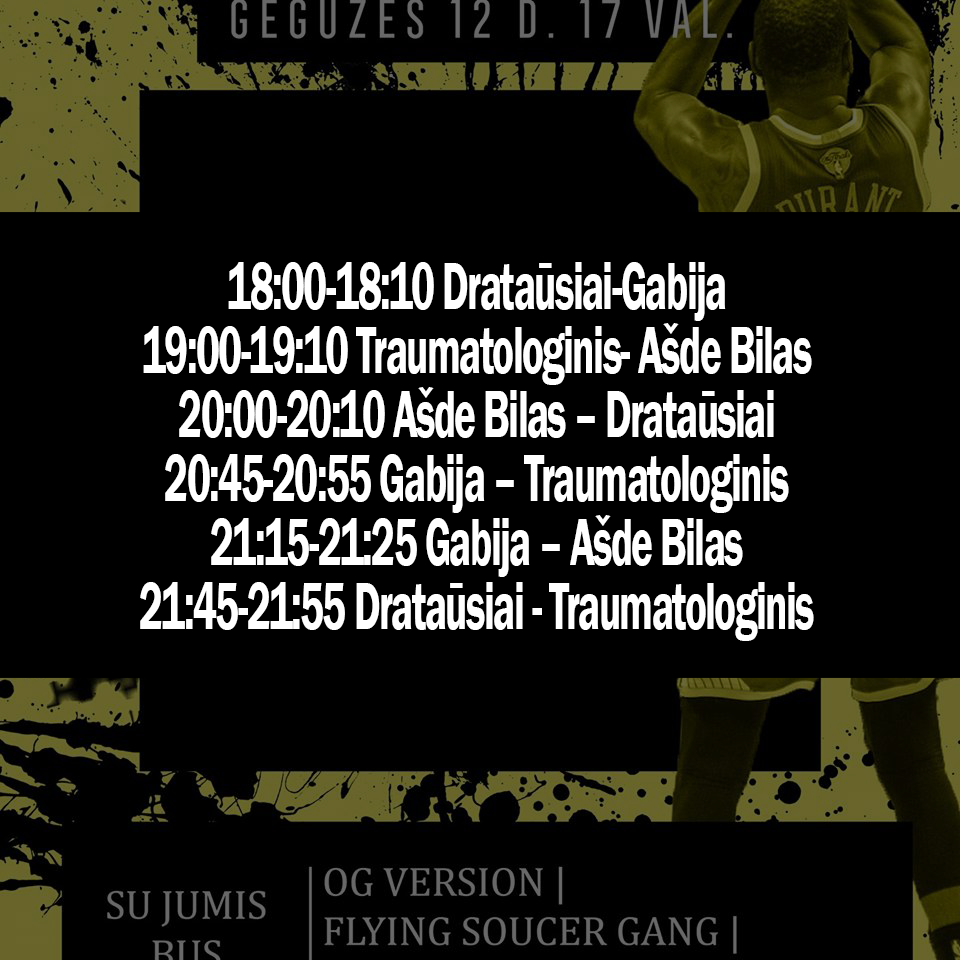 GEGUŽĖS 12 D. 17 VAL.
DURANT
18:00-18:10 Drataūsiai-Gabija
19:00-19:10 Traumatologinis- Ašde Bilas
20:00-20:10 Ašde Bilas – Drataūsiai
20:45-20:55 Gabija – Traumatologinis
21:15-21:25 Gabija – Ašde Bilas
21:45-21:55 Drataūsiai - Traumatologinis
SU JUMIS
BUS
| OG VERSION |
| FLYING SOUCER GANG |